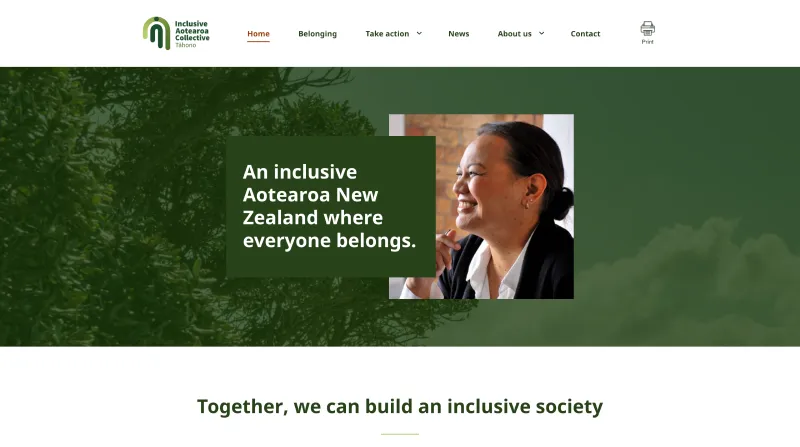 Inclusive
Aotearoa
Collective
Tāhono
Home
Belonging
Take action
News
About us
Contact
Print
An inclusive
Aotearoa New
Zealand where
everyone belongs.
Together, we can build an inclusive society